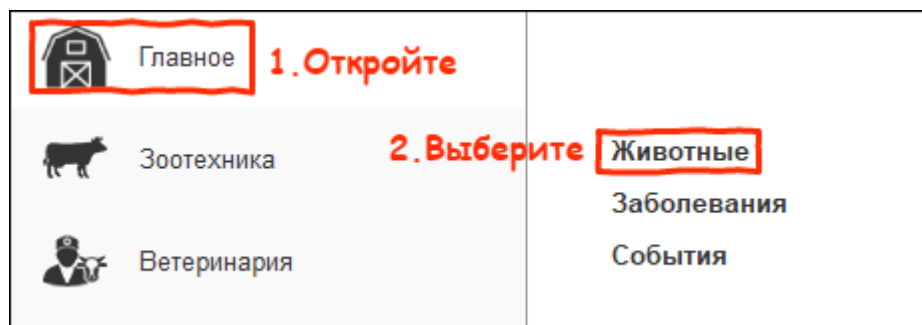 Главное
1.Откройте
Зоотехника
2.Выберите
Животные
Заболевания
Ветеринария
События